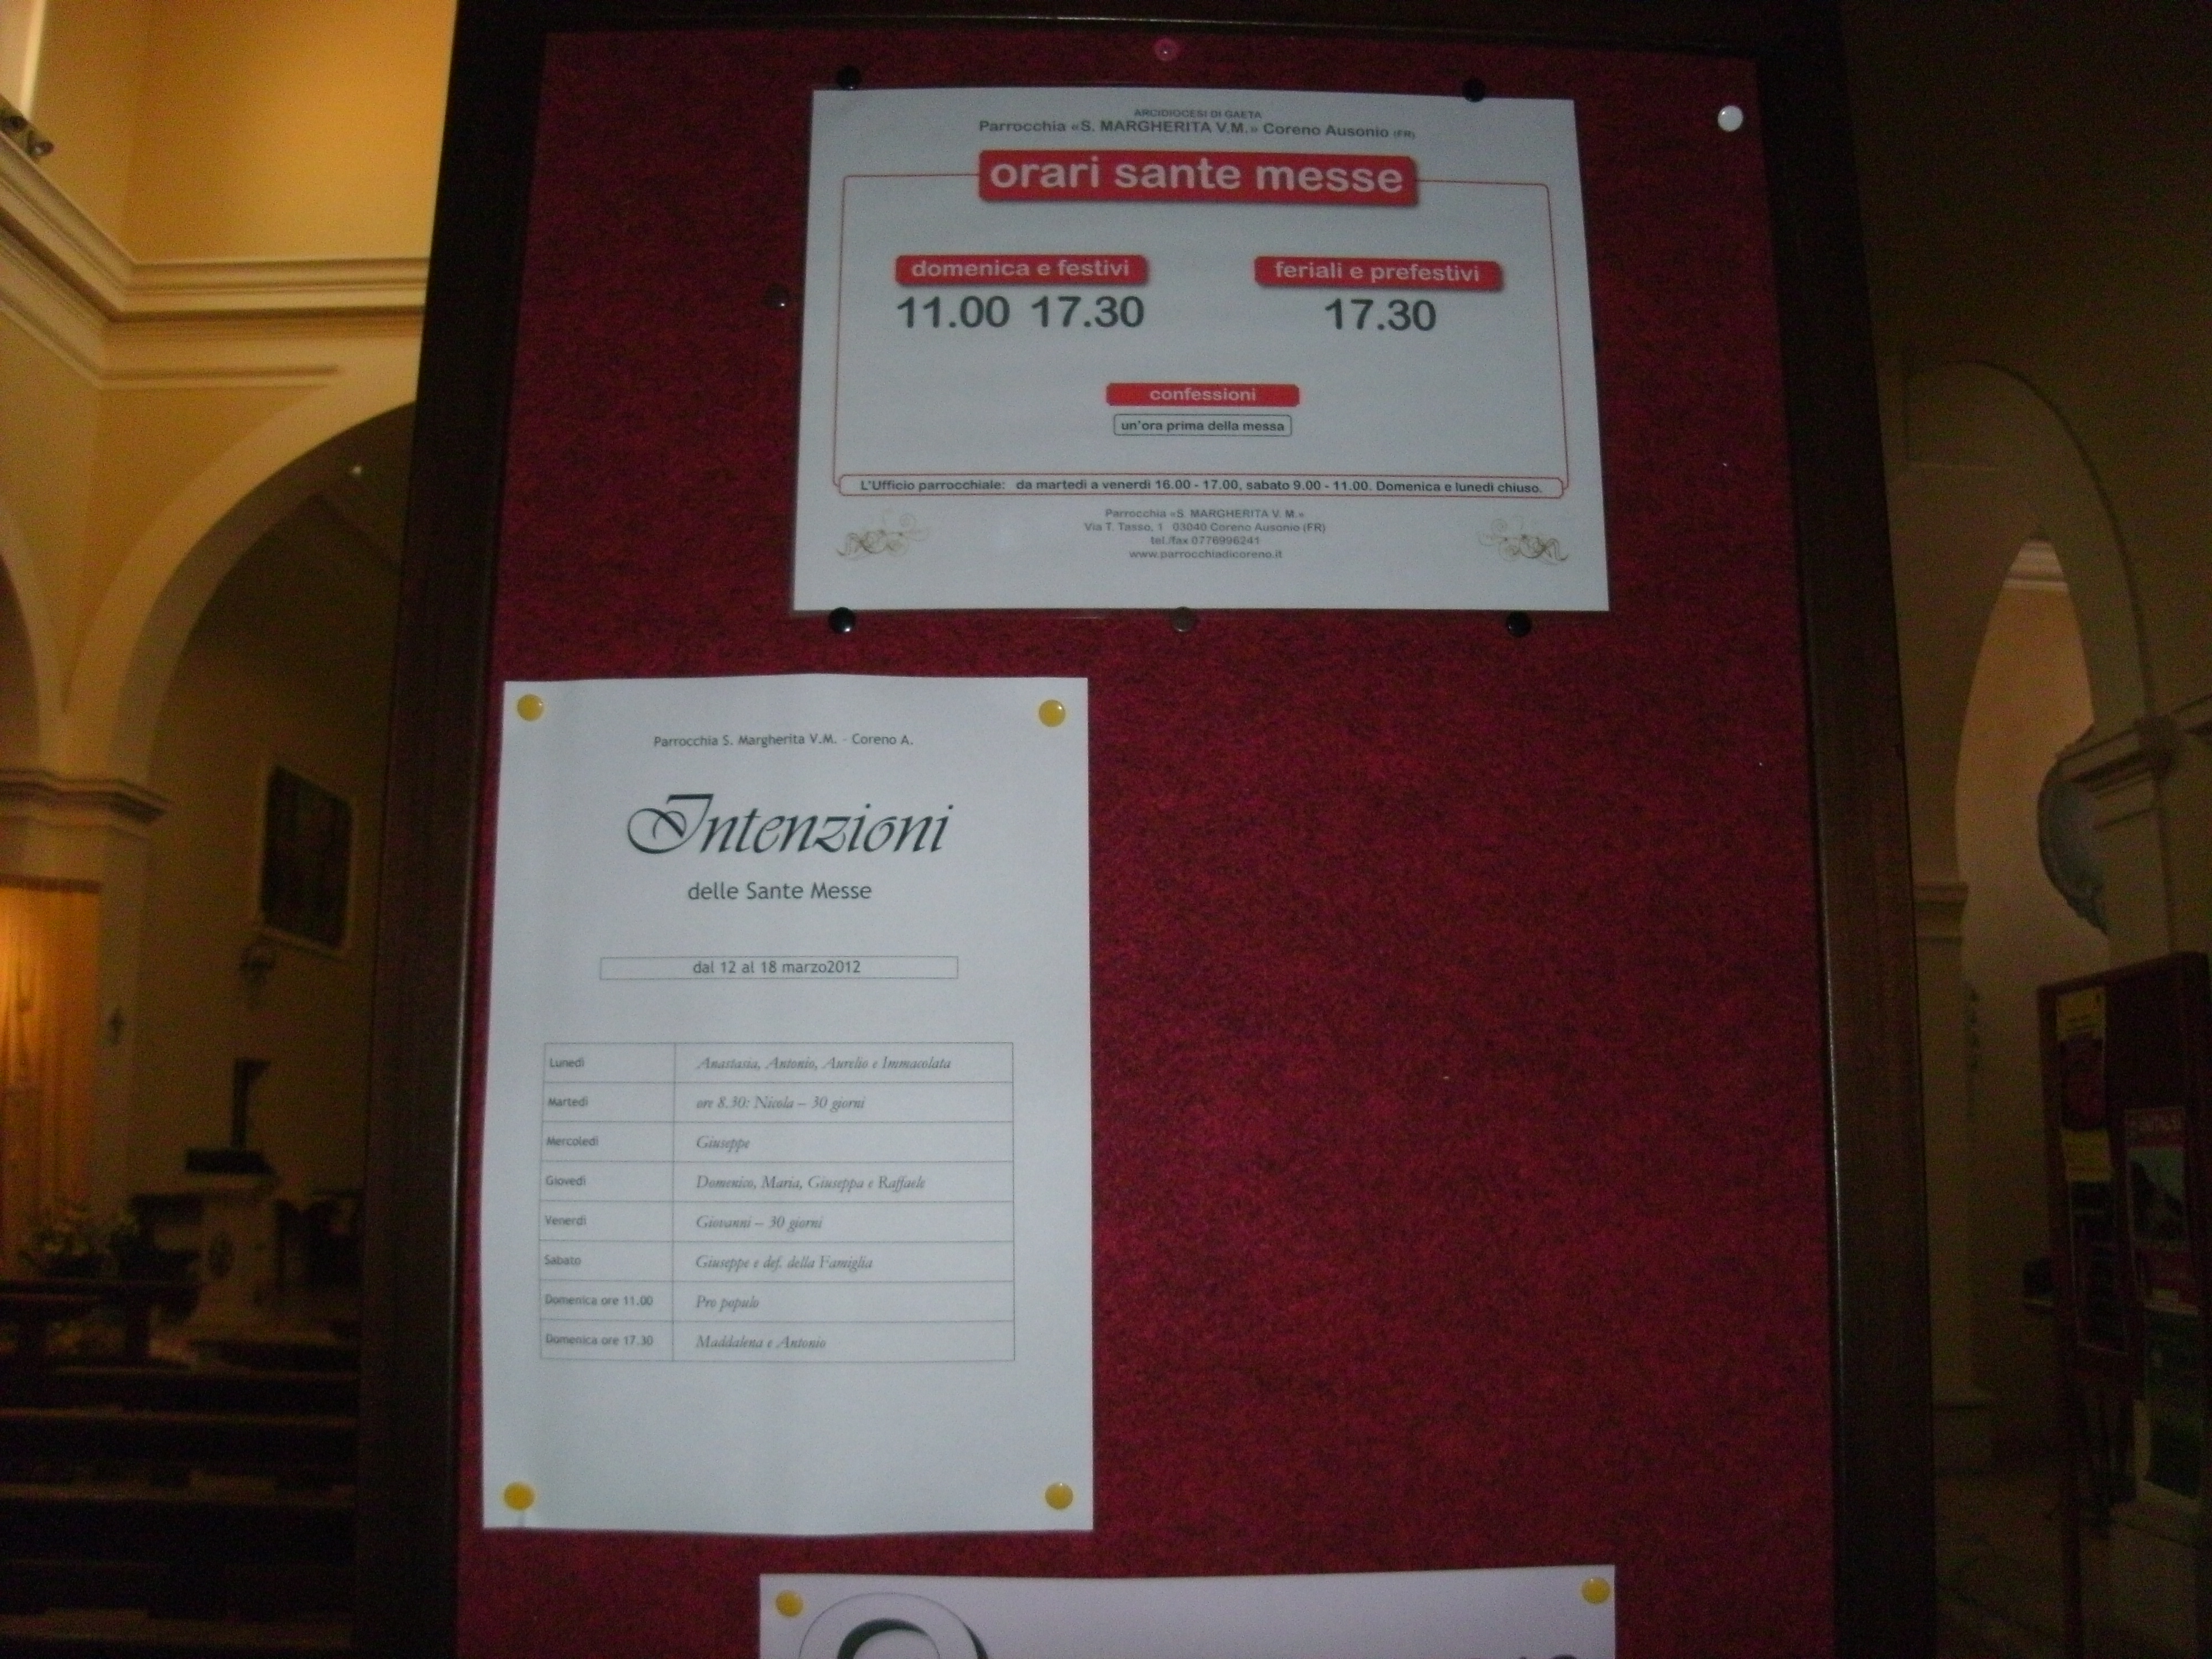 ARCIDIOCESI DI GAETA
Parrocchia «S. MARGHERITA V.M.» Coreno Ausonio (FR)
orari sante messe
domenica e festivi
11.00 17.30
feriali e prefestivi
17.30
confessioni
un'ora prima della messa
L'Ufficio parrocchiale: da martedì a venerdì 16.00 - 17.00, sabato 9.00 - 11.00. Domenica e lunedì chiuso.
Parrocchia «S. MARGHERITA V. M.»
Via T. Tasso, 1 03040 Coreno Ausonio (FR)
tel./fax 0776996241
www.parrocchiadicoreno.it
Parrocchia S. Margherita V.M. - Coreno A.
Intenzioni
delle Sante Messe
dal 12 al 18 marzo2012
Lunedì Anastasia, Antonio, Aurelio e Immacolata
Martedì ore 8.30: Nicola – 30 giorni
Mercoledì Giuseppe
Giovedì Domenico, Maria, Giuseppa e Raffaele
Venerdì Giovanni – 30 giorni
Sabato Giuseppe e def. della Famiglia
Domenica ore 11.00 Pro populo
Domenica ore 17.30 Maddalena e Antonio